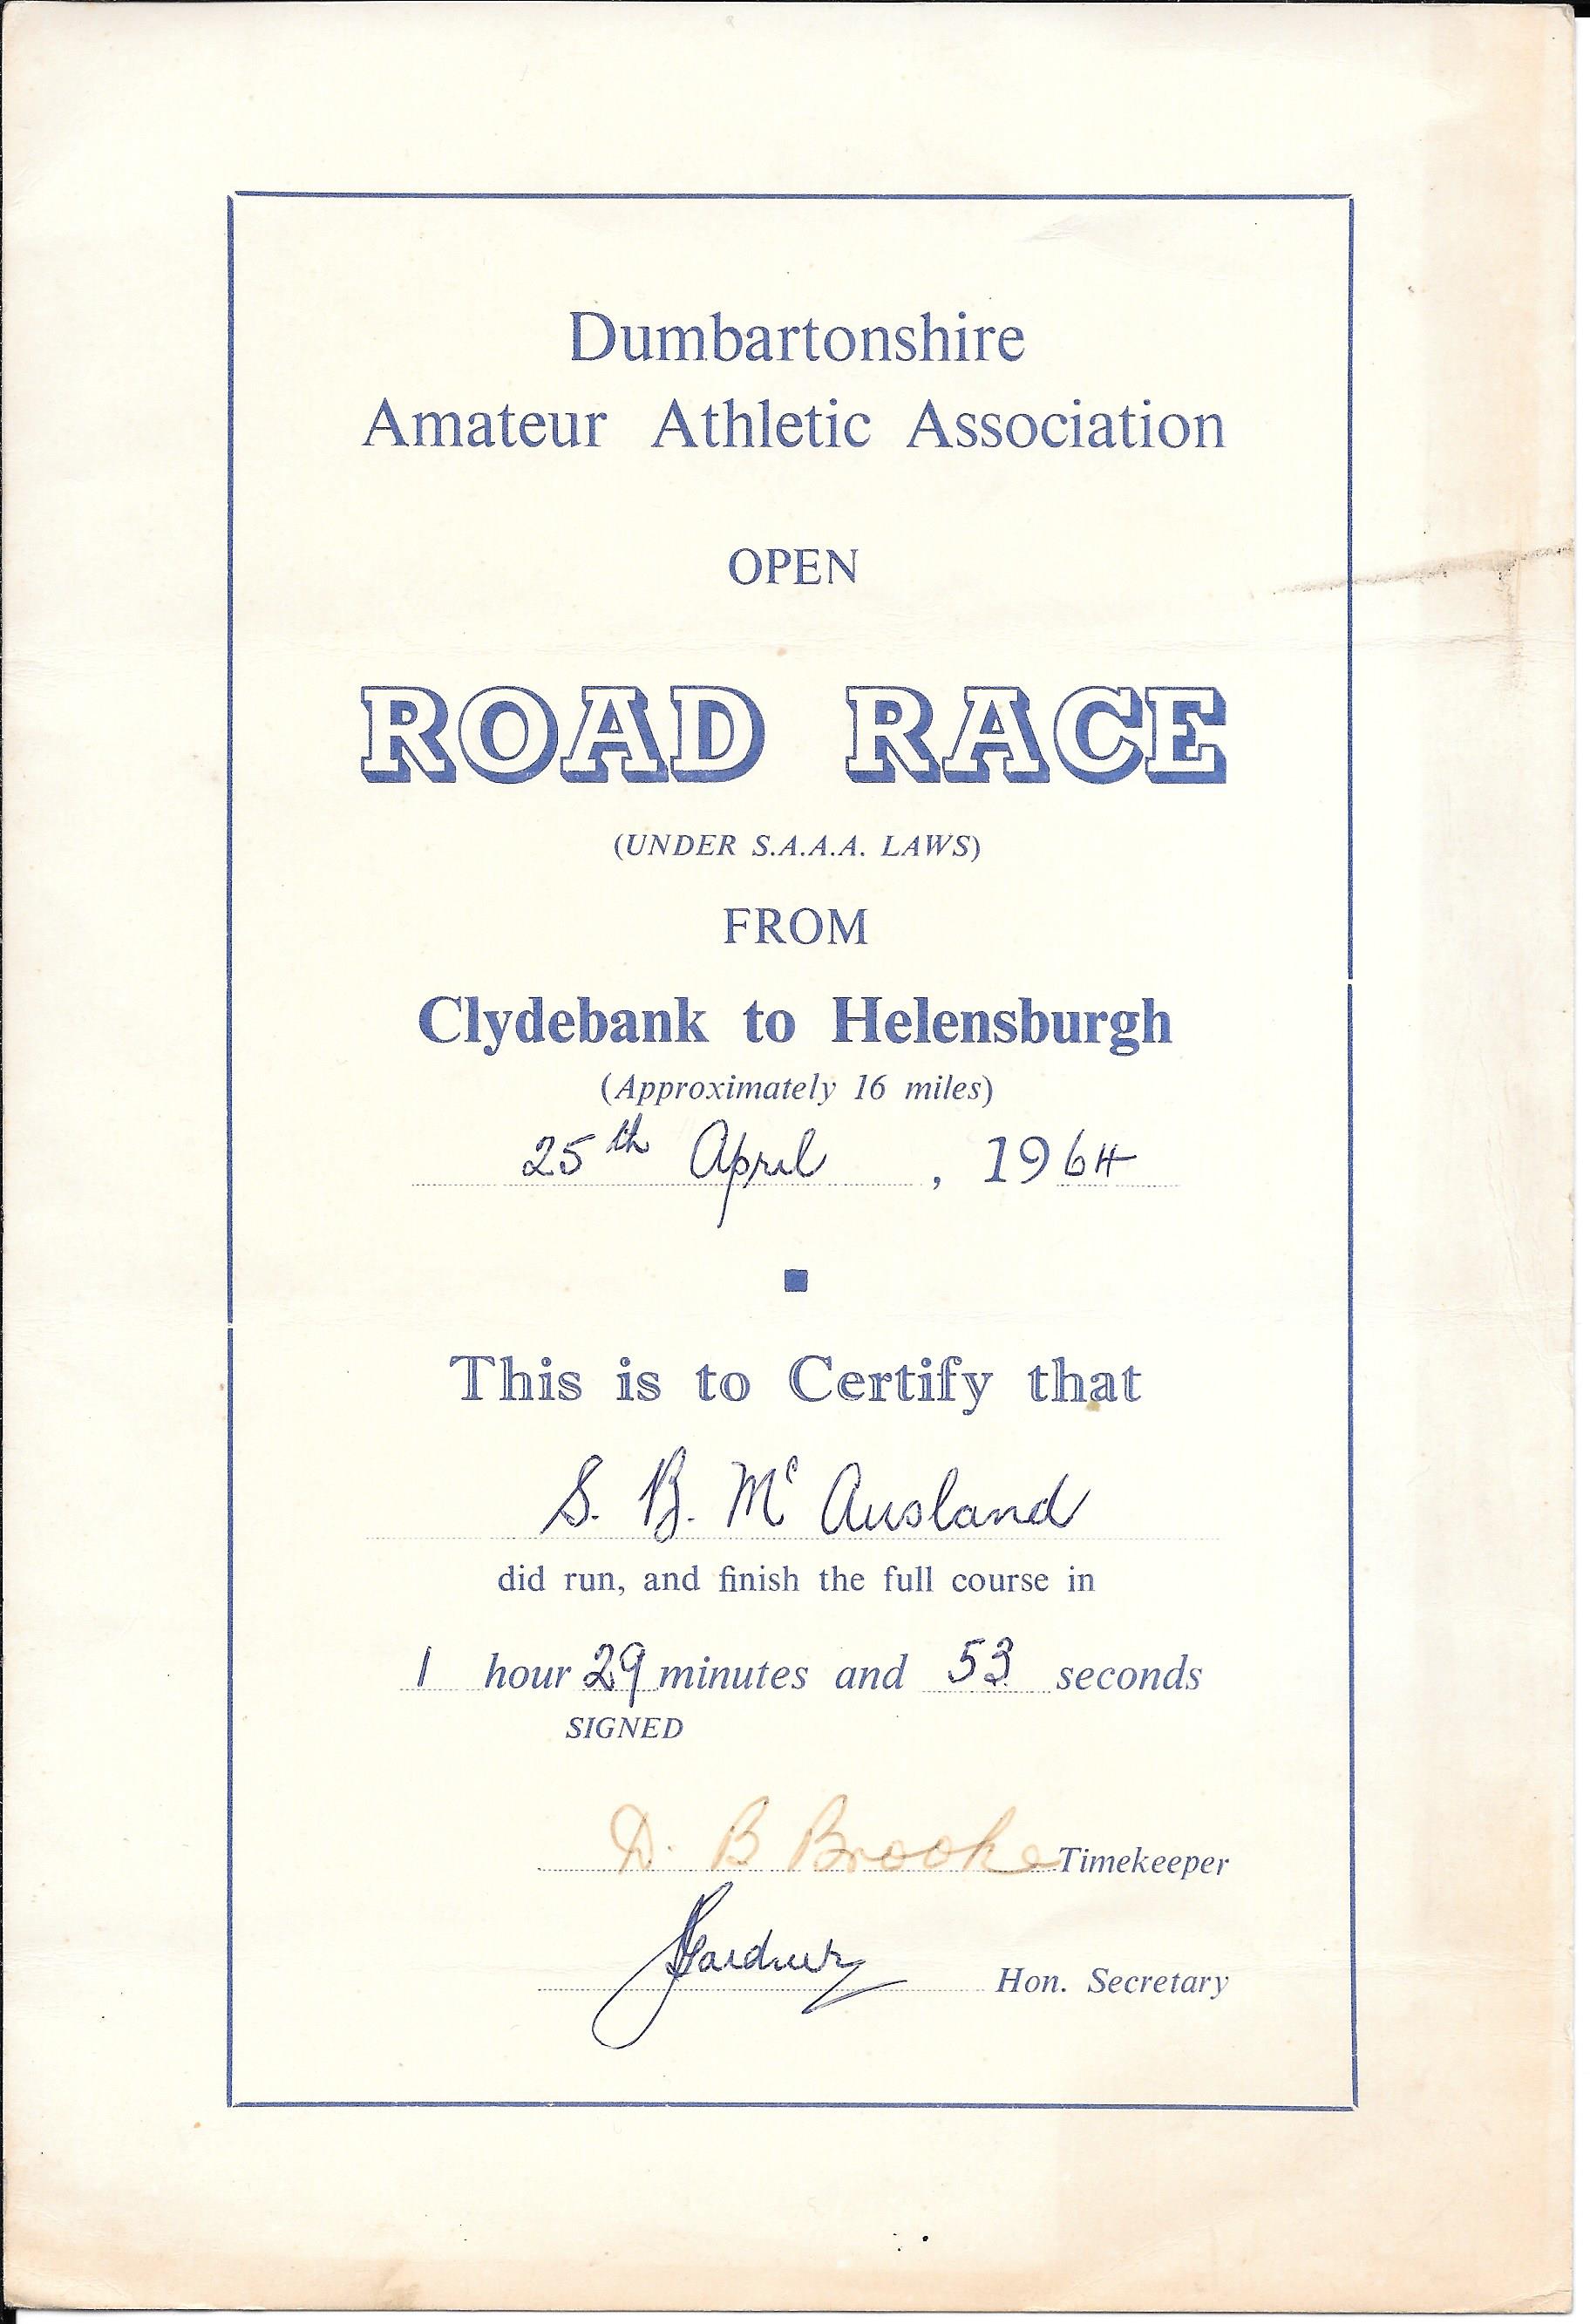 Dumbartonshire
Amateur Athletic Association
OPEN
ROAD RACE
(UNDER S.A.A.A. LAWS)
FROM
Clydebank to Helensburgh
(Approximately 16 miles)
25th April , 1964
This is to Certify that
S. B. Mc Ausland
did run, and finish the full course in
1 hour 29 minutes and 53 seconds
SIGNED
D. B Brooke Timekeeper
Hon. Secretary